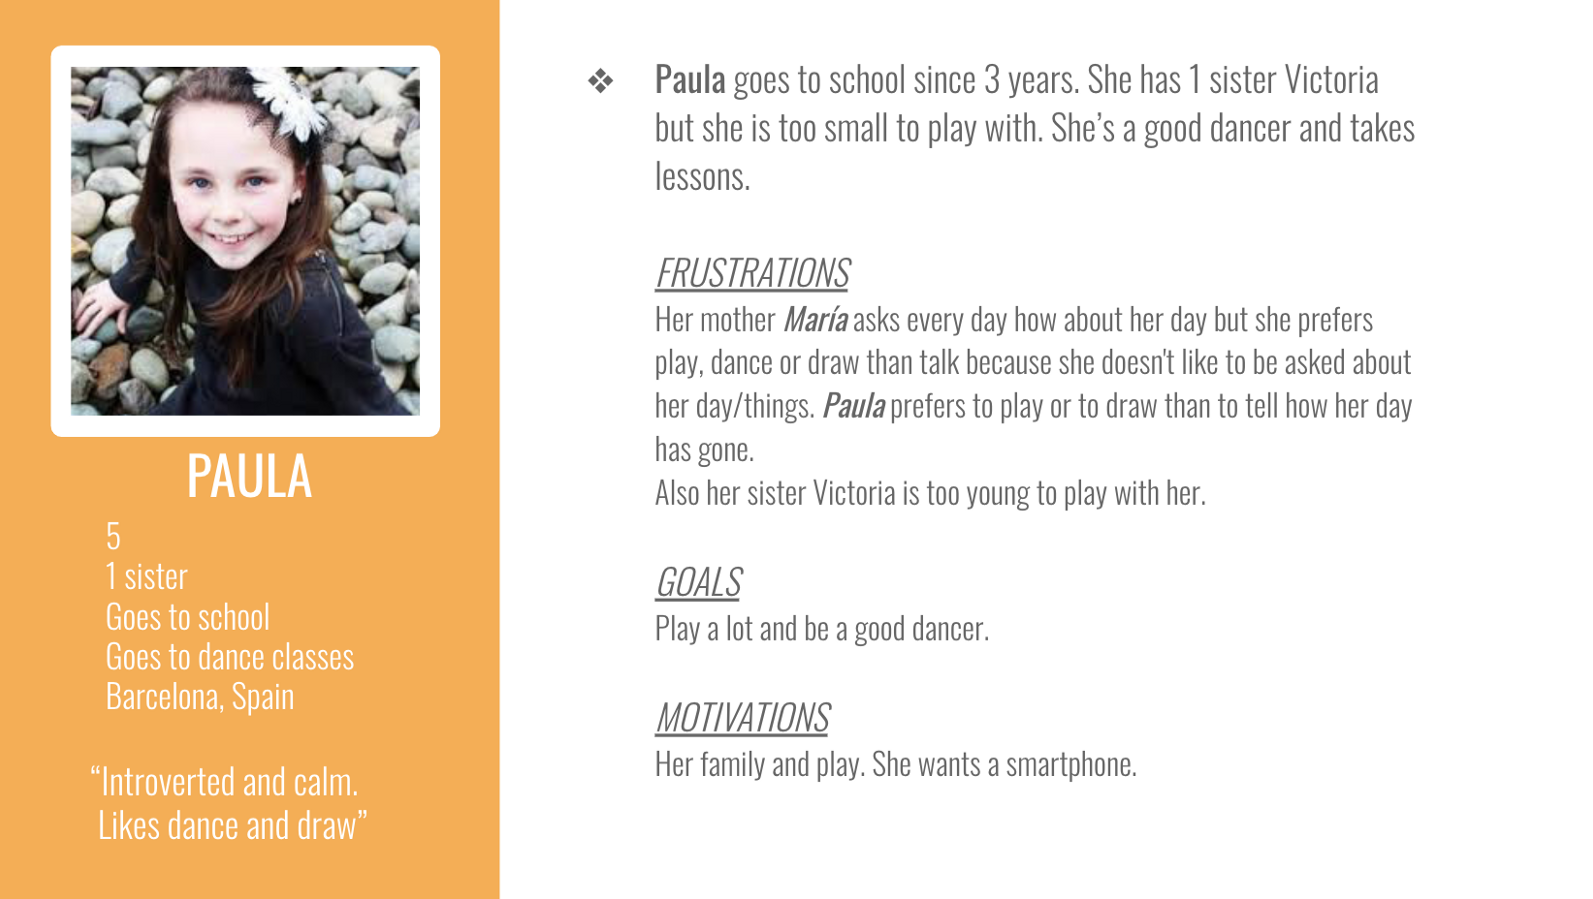 PAULA
5
1 sister
Goes to school
Goes to dance classes
Barcelona, Spain
“Introverted and calm.
Likes dance and draw”
❖ Paula goes to school since 3 years. She has 1 sister Victoria
but she is too small to play with. She’s a good dancer and takes
lessons.
FRUSTRATIONS
Her mother María asks every day how about her day but she prefers
play, dance or draw than talk because she doesn't like to be asked about
her day/things. Paula prefers to play or to draw than to tell how her day
has gone.
Also her sister Victoria is too young to play with her.
GOALS
Play a lot and be a good dancer.
MOTIVATIONS
Her family and play. She wants a smartphone.